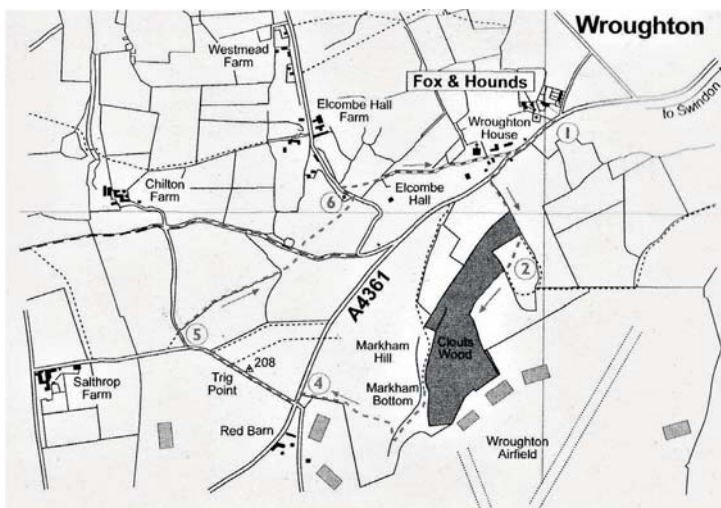 Wroughton
Westmead
Farm
Fox & Hounds
to Swindon
Elcombe Hall
Farm
Wroughton
House
1
Chilton
Farm
6
Elcombe
Hall
2
A4361
5
Markham
Hill
Clouts
Wood
208
Salthrop
Farm
Trig
Point
4
Markham
Bottom
Red Barn
Wroughton
Airfield